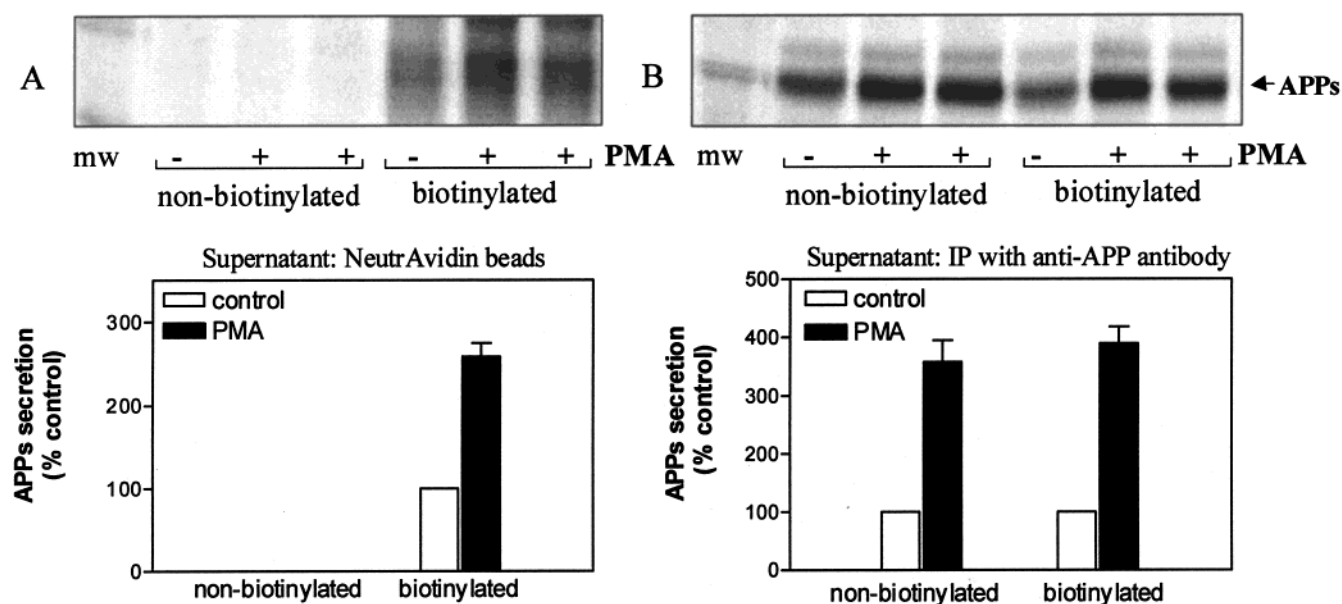 A
mw - + + - + + PMA
non-biotinylated biotinylated
Supernatant: NeutrAvidin beads
control
PMA
300
200
100
0
APPs secretion
(% control)
non-biotinylated biotinylated
B
APPs
mw - + + - + + PMA
non-biotinylated biotinylated
Supernatant: IP with anti-APP antibody
control
PMA
500
400
300
200
100
0
APPs secretion
(% control)
non-biotinylated biotinylated